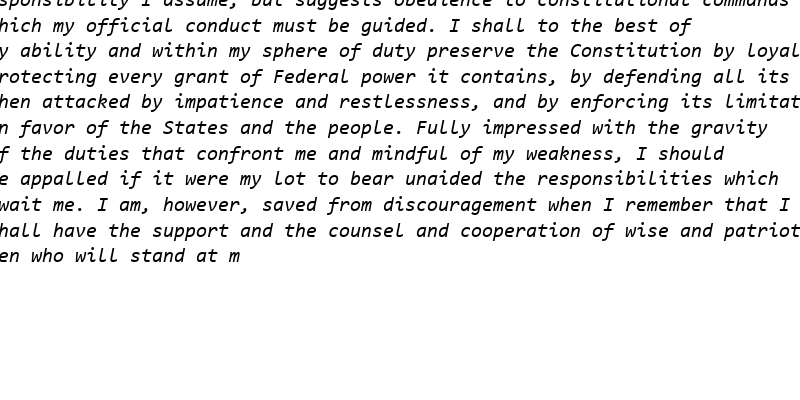 sponsibility I assume, but suggests obedience to constitutional commands
hich my official conduct must be guided. I shall to the best of
y ability and within my sphere of duty preserve the Constitution by loyal
rotecting every grant of Federal power it contains, by defending all its
hen attacked by impatience and restlessness, and by enforcing its limitat
n favor of the States and the people. Fully impressed with the gravity
f the duties that confront me and mindful of my weakness, I should
e appalled if it were my lot to bear unaided the responsibilities which
wait me. I am, however, saved from discouragement when I remember that I
hall have the support and the counsel and cooperation of wise and patriot
en who will stand at m